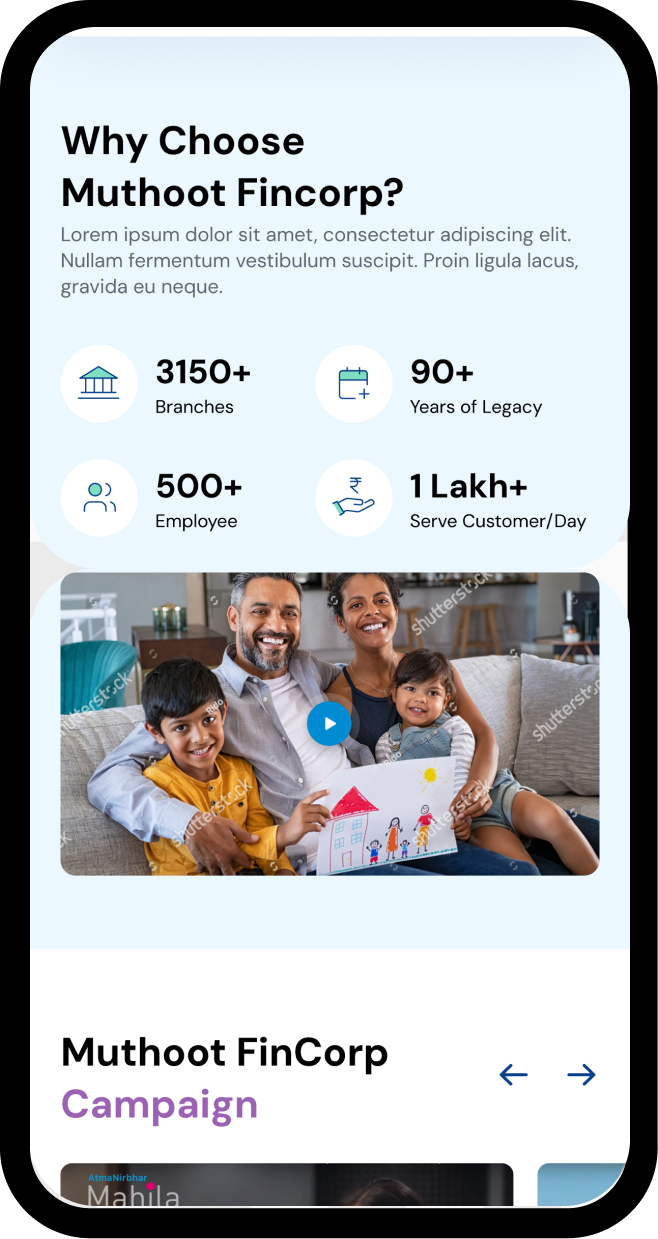 Why Choose
Muthoot Fincorp?
Lorem ipsum dolor sit amet, consectetur adipiscing elit.
Nullam fermentum vestibulum suscipit. Proin ligula lacus,
gravida eu neque.
3150+
Branches
90+
Years of Legacy
500+
Employee
₹
1 Lakh+
Serve Customer/Day
shutterstock
shutterstock
shutterstock
shutterstock
shutterstock
Muthoot FinCorp
Campaign
AtmaNirbhar
Mahila